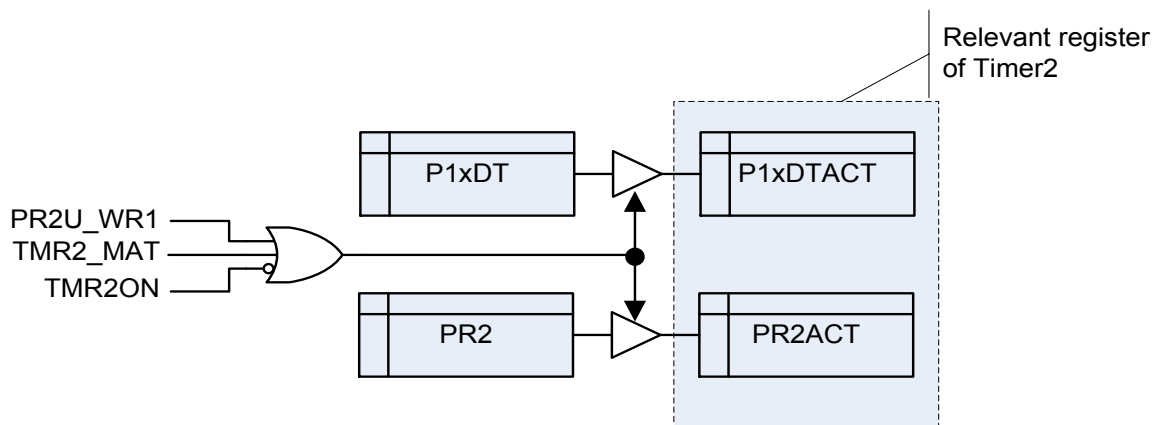 Relevant register
of Timer2
P1xDT
P1xDTACT
PR2U_WR1
TMR2_MAT
TMR2ON
PR2
PR2ACT